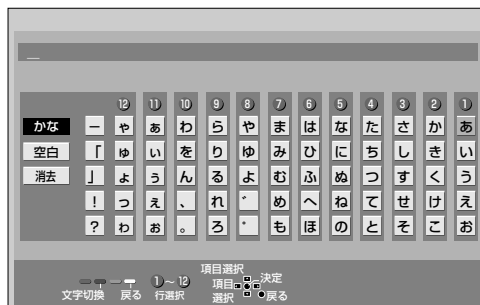 _
⑫ ⑪ ⑩ ⑨ ⑧ ⑦ ⑥ ⑤ ④ ③ ② ①
かな ー ゃ ぁ わ ら や ま は な た さ か あ
空白 「 ゅ ぃ を り ゆ み ひ に ち し き い
消去 」 ょ ぅ ん る よ む ふ ぬ つ す く う
! っ ぇ 、 れ ゛ め へ ね て せ け え
? ゎ ぉ 。 ろ ゜ も ほ の と そ こ お
項目選択
①~⑫ 項目 決定
文字切換 戻る 行選択 選択 戻る